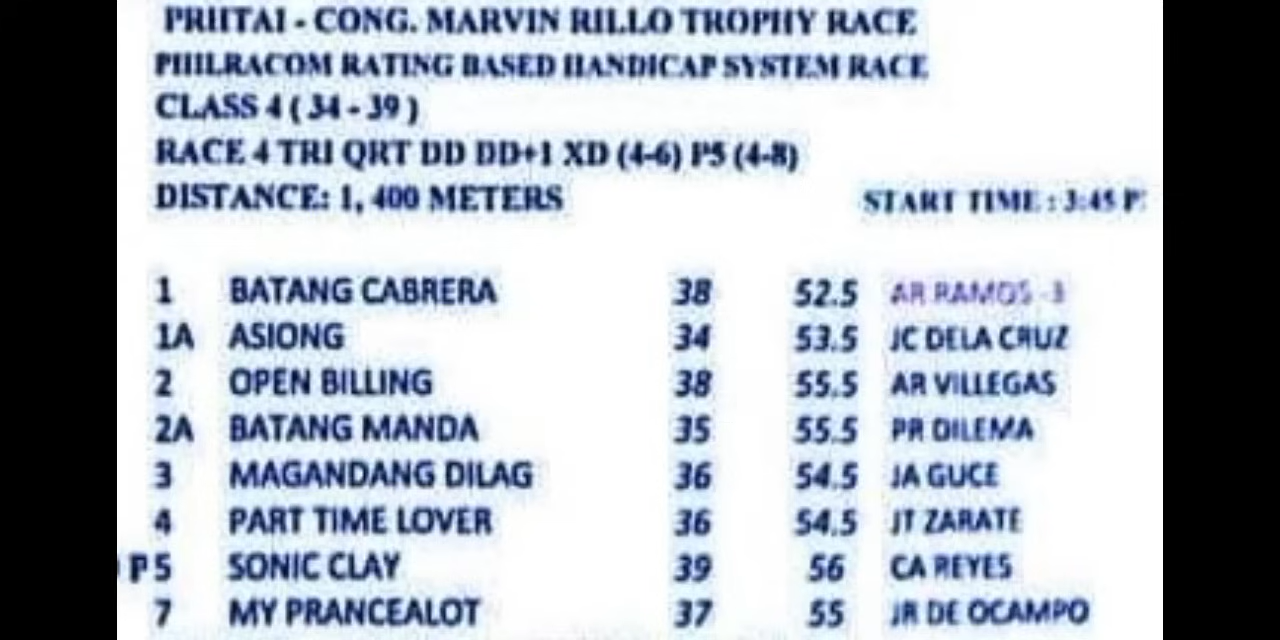 PRHTAI - CONG. MARVIN RILLO TROPHY RACE
PHILRACOM RATING BASED HANDICAP SYSTEM RACE
CLASS 4 ( 34 - 39 )
RACE 4 TRI QRT DD DD+1 XD (4-6) P5 (4-8)
DISTANCE: 1, 400 METERS START TIME : 3:45 P
1 BATANG CABRERA 38 52.5 AR RAMOS -3
1A ASIONG 34 53.5 JC DELA CRUZ
2 OPEN BILLING 38 55.5 AR VILLEGAS
2A BATANG MANDA 35 55.5 PR DILEMA
3 MAGANDANG DILAG 36 54.5 JA GUCE
4 PART TIME LOVER 36 54.5 JT ZARATE
P 5 SONIC CLAY 39 56 CA REYES
7 MY PRANCEALOT 37 55 JR DE OCAMPO